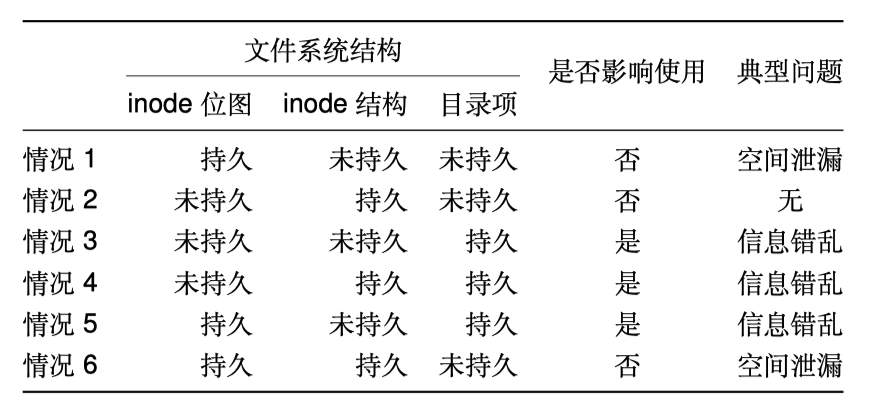 文件系统结构 是否影响使用 典型问题
inode 位图 inode 结构 目录项
情况 1 持久 未持久 未持久 否 空间泄漏
情况 2 未持久 持久 未持久 否 无
情况 3 未持久 未持久 持久 是 信息错乱
情况 4 未持久 持久 持久 是 信息错乱
情况 5 持久 未持久 持久 是 信息错乱
情况 6 持久 持久 未持久 否 空间泄漏